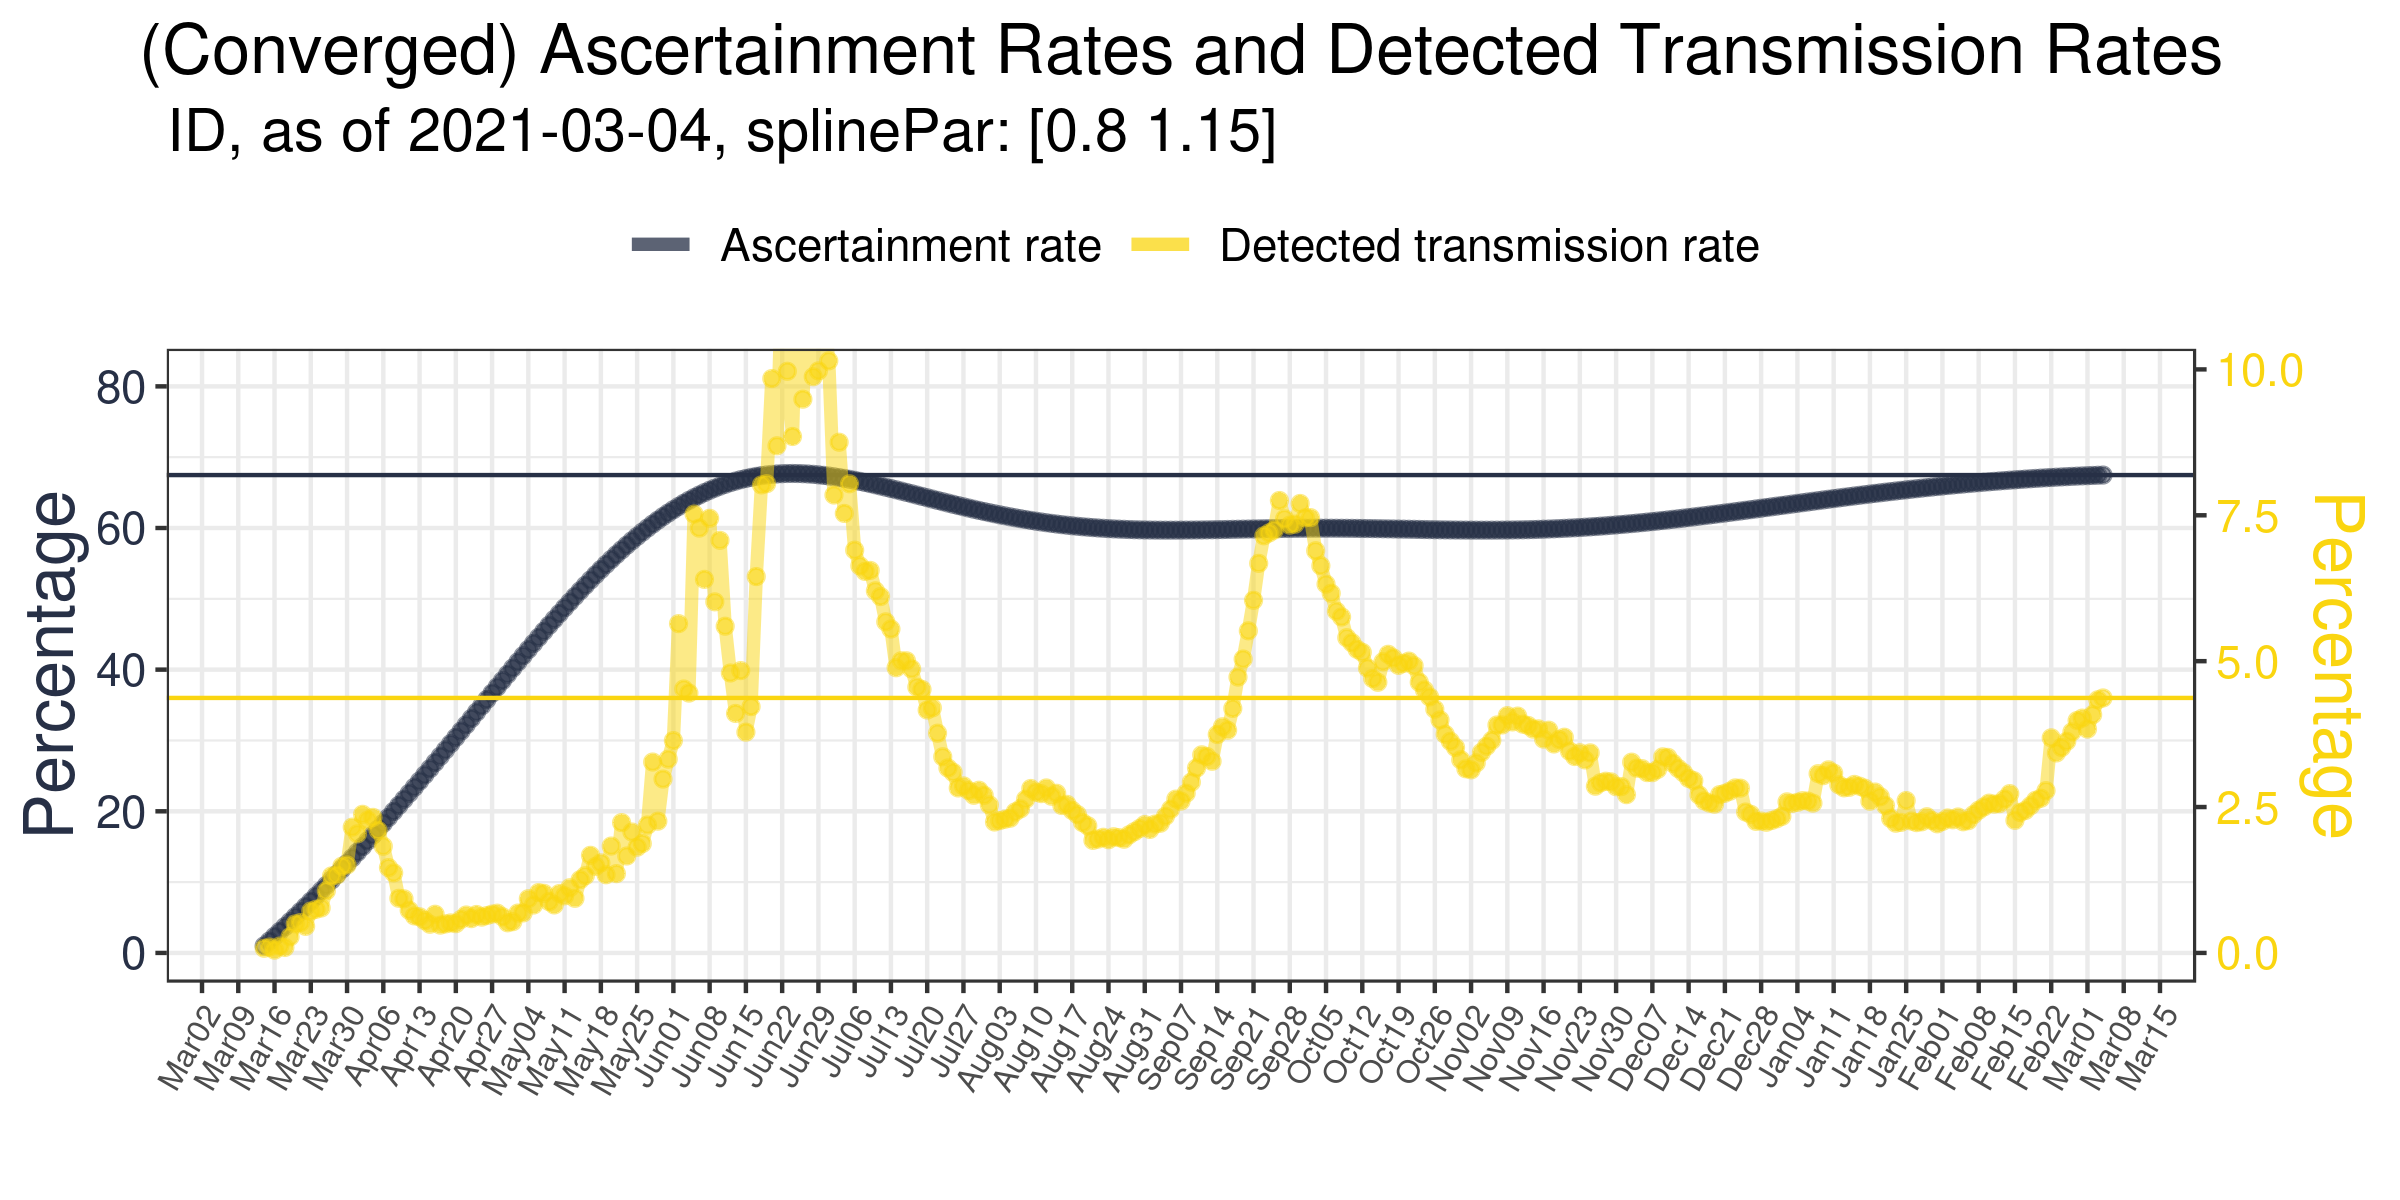 (Converged) Ascertainment Rates and Detected Transmission Rates
ID, as of 2021-03-04, splinePar: [0.8 1.15]
Ascertainment rate
Detected transmission rate
Percentage
80
60
40
20
0
10.0
7.5
5.0
2.5
0.0
Percentage
Mar02
Mar09
Mar16
Mar23
Mar30
Apr06
Apr13
Apr20
Apr27
May04
May11
May18
May25
Jun01
Jun08
Jun15
Jun22
Jun29
Jul06
Jul13
Jul20
Jul27
Aug03
Aug10
Aug17
Aug24
Aug31
Sep07
Sep14
Sep21
Sep28
Oct05
Oct12
Oct19
Oct26
Nov02
Nov09
Nov16
Nov23
Nov30
Dec07
Dec14
Dec21
Dec28
Jan04
Jan11
Jan18
Jan25
Feb01
Feb08
Feb15
Feb22
Mar01
Mar08
Mar15